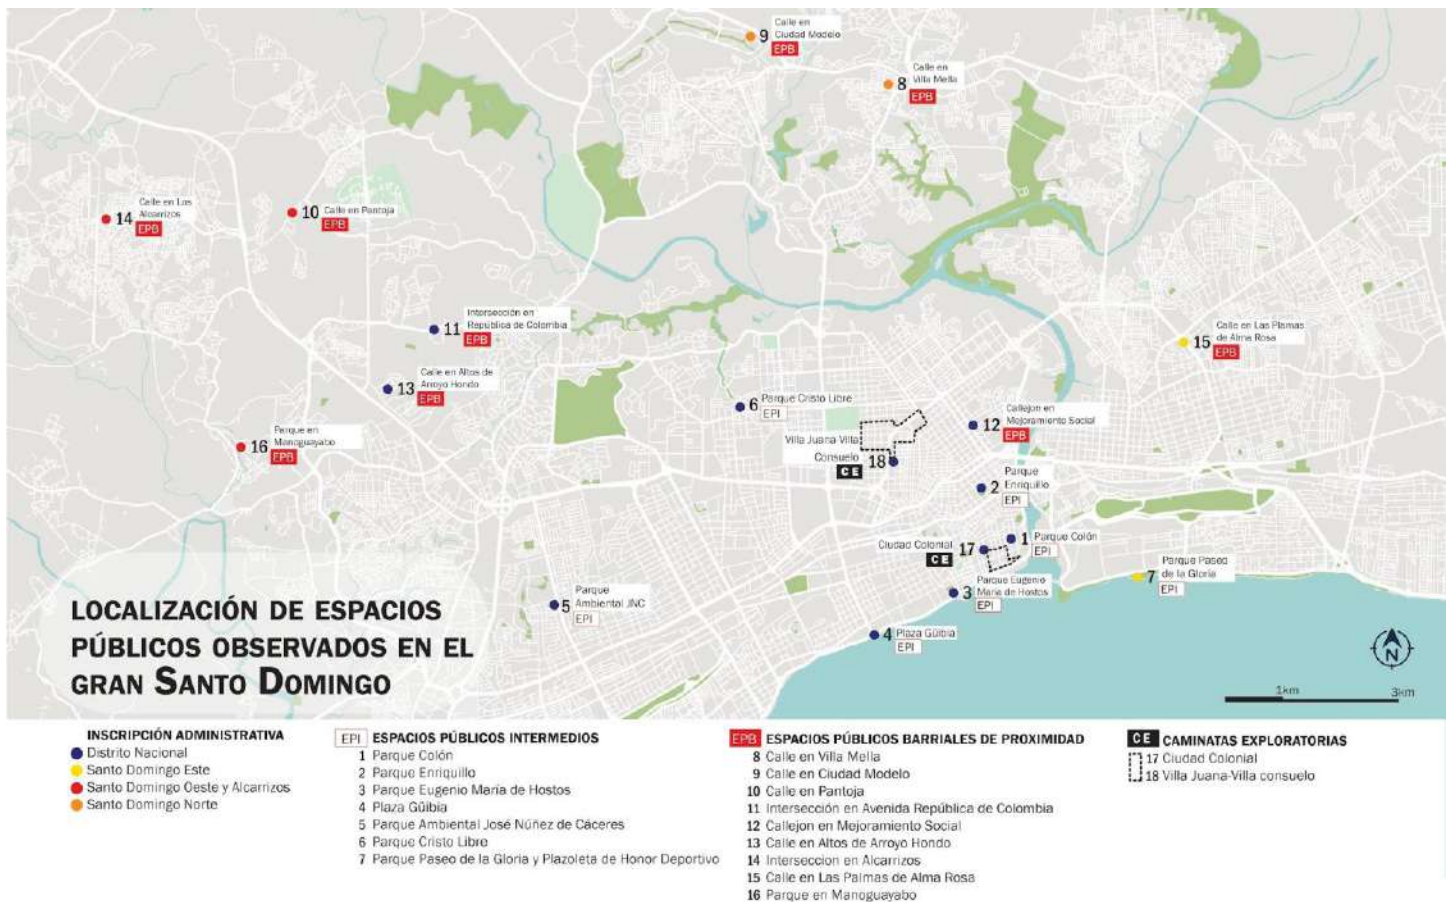 9 Calle en
Ciudad Modelo
EPB
Calle en
8 Villa Mella
EPB
Calle en Los
14 Alcarrizos
EPB
10 Calle en Pantoja
EPB
Intersección en
11 República de Colombia
EPB
Calle en Las Plamas
15 de Alma Rosa
EPB
Calle en Altos de
13 Arroyo Hondo
EPB
6 Parque Cristo Libre
EPI
Callejon en
12 Mejoramiento Social
EPB
Parque en
16 Manoguayabo
EPB
Villa Juana Villa
Consuelo 18
CE
Parque
2 Enriquillo
EPI
1 Parque Colón
EPI
Ciudad Colonial 17
CE
Parque Paseo
7 de la Gloria
EPI
Parque Eugenio
3 María de Hostos
EPI
Parque
5 Ambiental JNC
EPI
4 Plaza Güibia
EPI
LOCALIZACIÓN DE ESPACIOS
PÚBLICOS OBSERVADOS EN EL
GRAN SANTO DOMINGO
N
1km 3km
INSCRIPCIÓN ADMINISTRATIVA
Distrito Nacional
Santo Domingo Este
Santo Domingo Oeste y Alcarrizos
Santo Domingo Norte
EPI ESPACIOS PÚBLICOS INTERMEDIOS
1 Parque Colón
2 Parque Enriquillo
3 Parque Eugenio María de Hostos
4 Plaza Güibia
5 Parque Ambiental José Núñez de Cáceres
6 Parque Cristo Libre
7 Parque Paseo de la Gloria y Plazoleta de Honor Deportivo
EPB ESPACIOS PÚBLICOS BARRIALES DE PROXIMIDAD
8 Calle en Villa Mella
9 Calle en Ciudad Modelo
10 Calle en Pantoja
11 Intersección en Avenida República de Colombia
12 Callejon en Mejoramiento Social
13 Calle en Altos de Arroyo Hondo
14 Interseccion en Alcarrizos
15 Calle en Las Palmas de Alma Rosa
16 Parque en Manoguayabo
CE CAMINATAS EXPLORATORIAS
17 Ciudad Colonial
18 Villa Juana-Villa consuelo